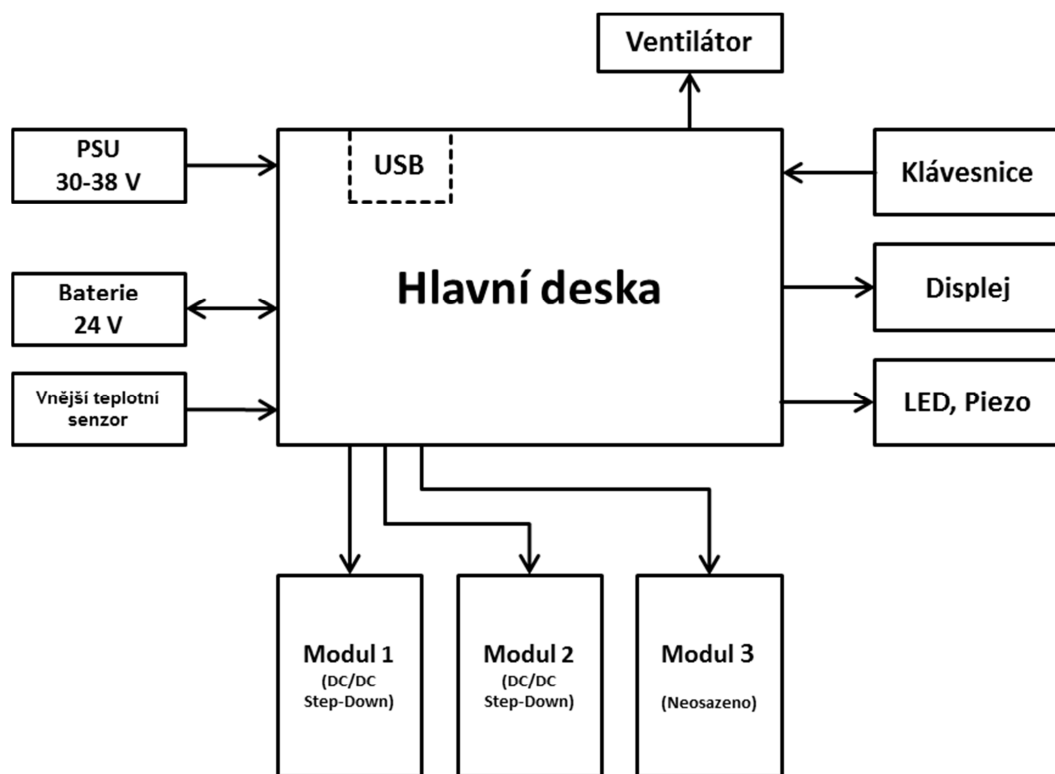 Ventilátor
PSU
30-38 V
USB
Klávesnice
Hlavní deska
Baterie
24 V
Displej
Vnější teplotní
senzor
LED, Piezo
Modul 1
(DC/DC
Step-Down)
Modul 2
(DC/DC
Step-Down)
Modul 3
(Neosazeno)